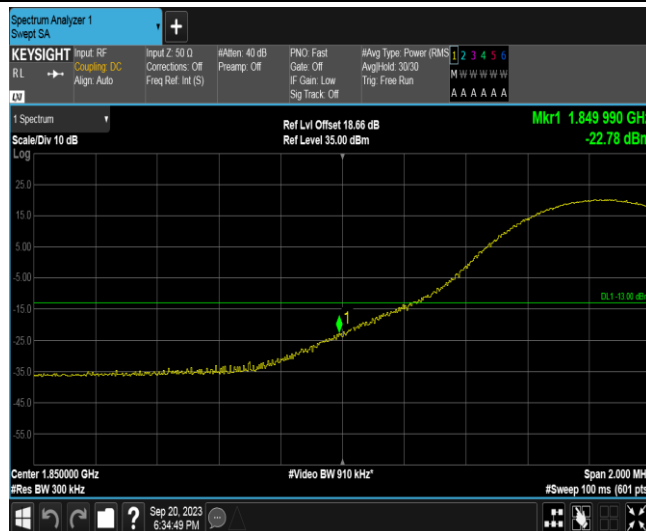 Spectrum Analyzer 1
Swept SA
KEYSIGHT
RL
Input: RF
Coupling: DC
Align: Auto
Input Z: 50 Ω
Corrections: Off
Freq Ref: Int (S)
#Atten: 40 dB
Preamp: Off
PNO: Fast
Gate: Off
IF Gain: Low
Sig Track: Off
#Avg Type: Power (RMS
Avg|Hold: 30/30
Trig: Free Run
1 2 3 4 5 6
M W W W W W
A A A A A A
1 Spectrum
Scale/Div 10 dB
Log
Ref Lvl Offset 18.66 dB
Ref Level 35.00 dBm
Mkr1 1.849 990 GHz
-22.78 dBm
25.0
15.0
5.00
-5.00
DL1 -13.00 dBm
-15.0
1
-25.0
-35.0
-45.0
-55.0
Center 1.850000 GHz
#Res BW 300 kHz
#Video BW 910 kHz*
Span 2.000 MH
#Sweep 100 ms (601 pts
Sep 20, 2023
6:34:49 PM